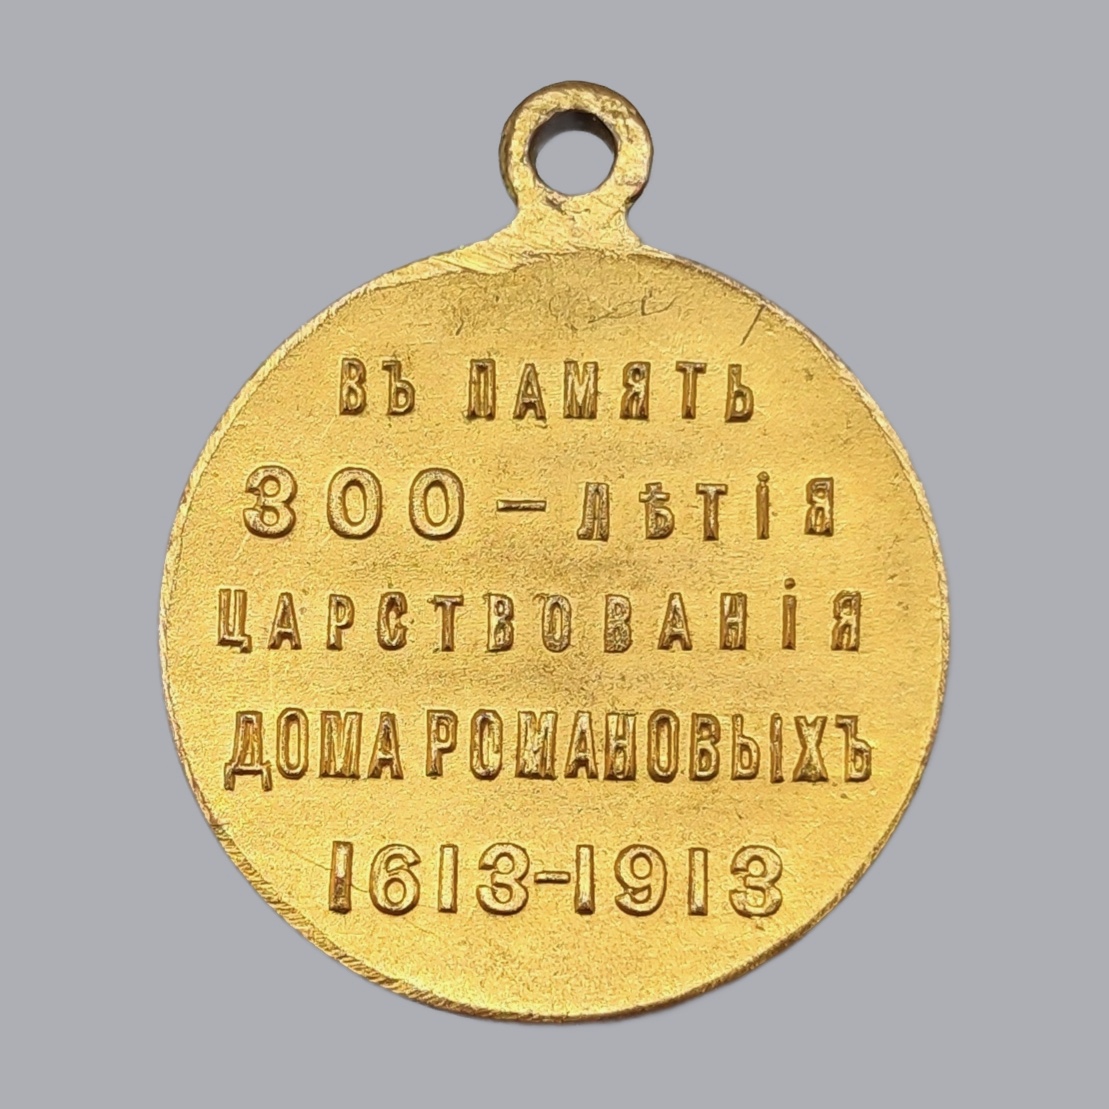 ВЪ ПАМЯТЬ
300-ЛѢТІЯ
ЦАРСТВОВАНІЯ
ДОМА РОМАНОВЫХЪ
1613-1913